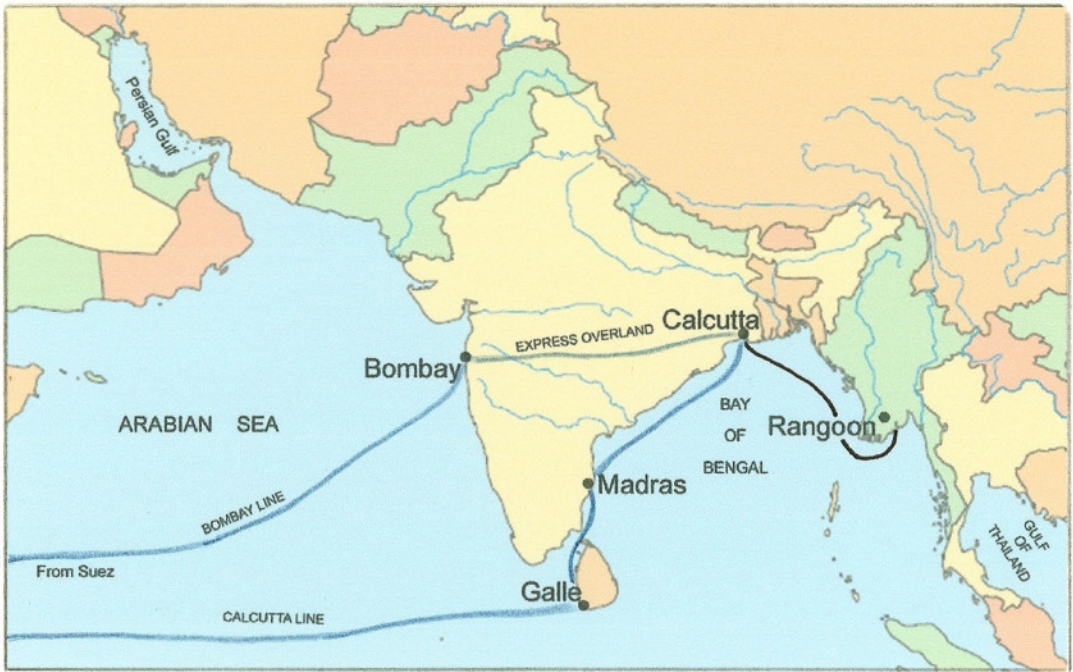 Persian Gulf
Calcutta
EXPRESS OVERLAND
Bombay
BAY
OF
BENGAL
ARABIAN SEA
Rangoon
Madras
BOMBAY LINE
From Suez
GULF
OF
THAILAND
Galle
CALCUTTA LINE